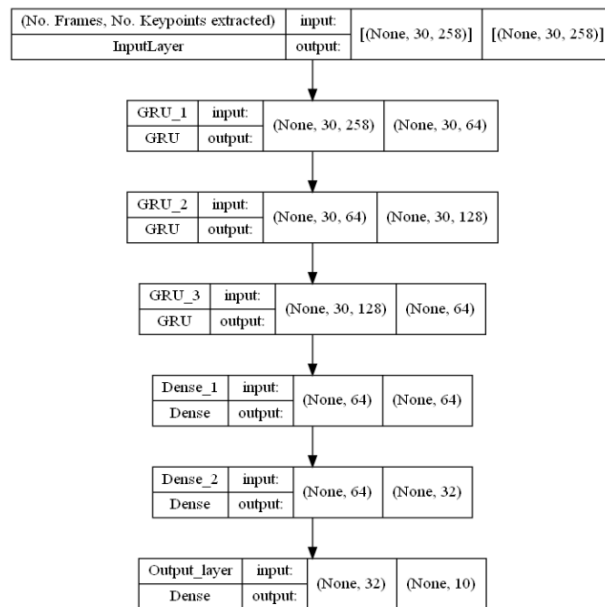 (No. Frames, No. Keypoints extracted) input: [(None, 30, 258)] [(None, 30, 258)]
InputLayer output:
GRU_1 input: (None, 30, 258) (None, 30, 64)
GRU output:
GRU_2 input: (None, 30, 64) (None, 30, 128)
GRU output:
GRU_3 input: (None, 30, 128) (None, 64)
GRU output:
Dense_1 input: (None, 64) (None, 64)
Dense output:
Dense_2 input: (None, 64) (None, 32)
Dense output:
Output_layer input: (None, 32) (None, 10)
Dense output: